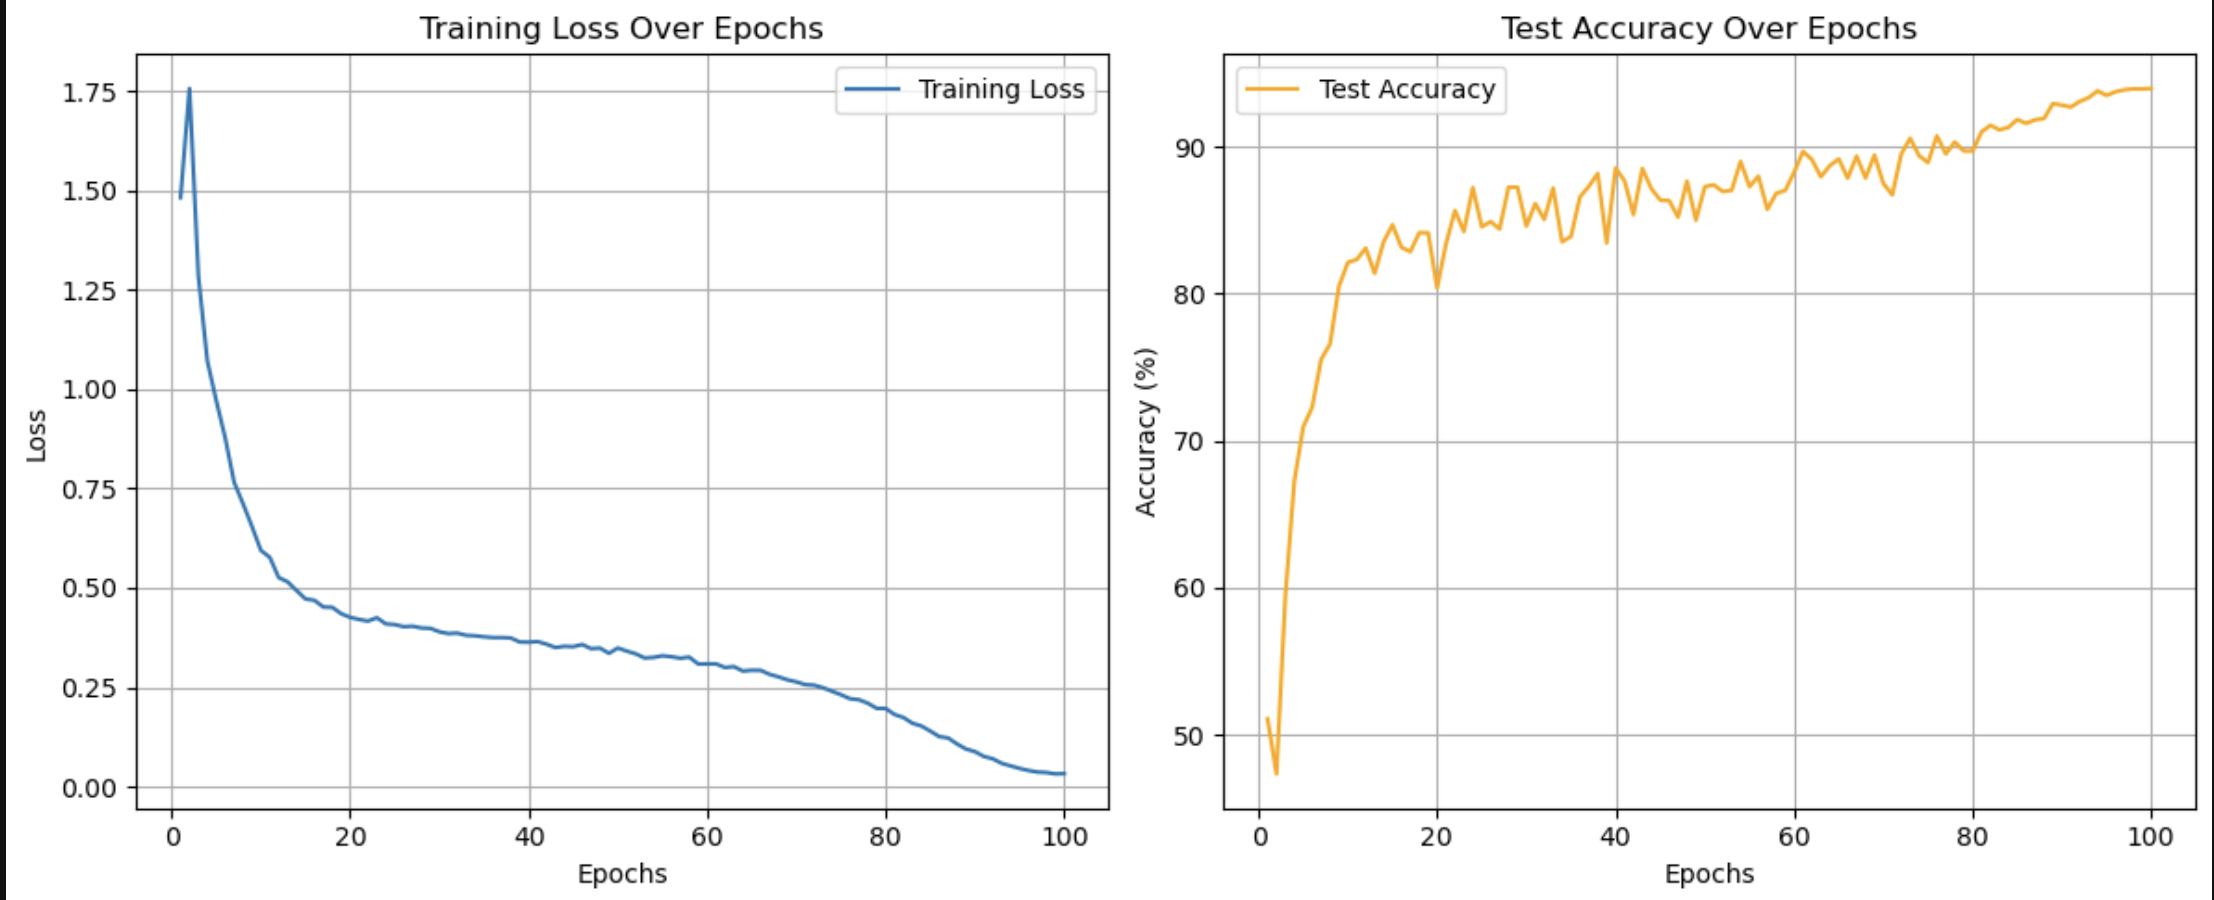 Training Loss Over Epochs
Training Loss
1.75
1.50
1.25
1.00
0.75
0.50
0.25
0.00
Loss
0 20 40 60 80 100
Epochs
Test Accuracy Over Epochs
Test Accuracy
90
80
70
60
50
Accuracy (%)
0 20 40 60 80 100
Epochs